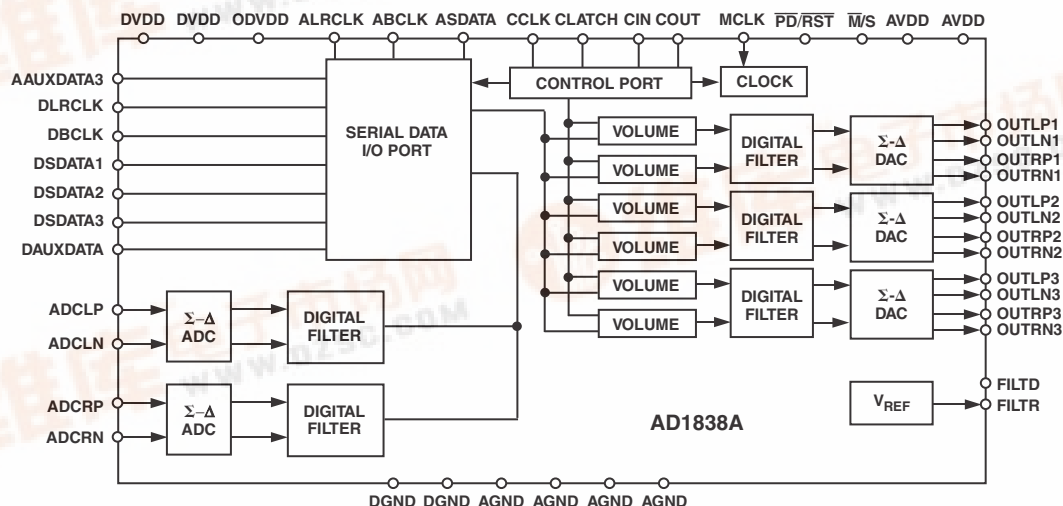 DVDD DVDD ODVDD ALRCLK ABCLK ASDATA CCLK CLATCH CIN COUT MCLK PD/RST M/S AVDD AVDD
AAUXDATA3
DLRCLK
DBCLK
DSDATA1
DSDATA2
DSDATA3
DAUXDATA
ADCLP
ADCLN
ADCRP
ADCRN
SERIAL DATA
I/O PORT
CONTROL PORT
CLOCK
VOLUME
VOLUME
VOLUME
VOLUME
VOLUME
VOLUME
DIGITAL
FILTER
DIGITAL
FILTER
DIGITAL
FILTER
Σ-Δ
DAC
Σ-Δ
DAC
Σ-Δ
DAC
OUTLP1
OUTLN1
OUTRP1
OUTRN1
OUTLP2
OUTLN2
OUTRP2
OUTRN2
OUTLP3
OUTLN3
OUTRP3
OUTRN3
Σ–Δ
ADC
DIGITAL
FILTER
Σ–Δ
ADC
DIGITAL
FILTER
VREF
FILTD
FILTR
AD1838A
DGND DGND AGND AGND AGND AGND
WWW.DZSC.COM